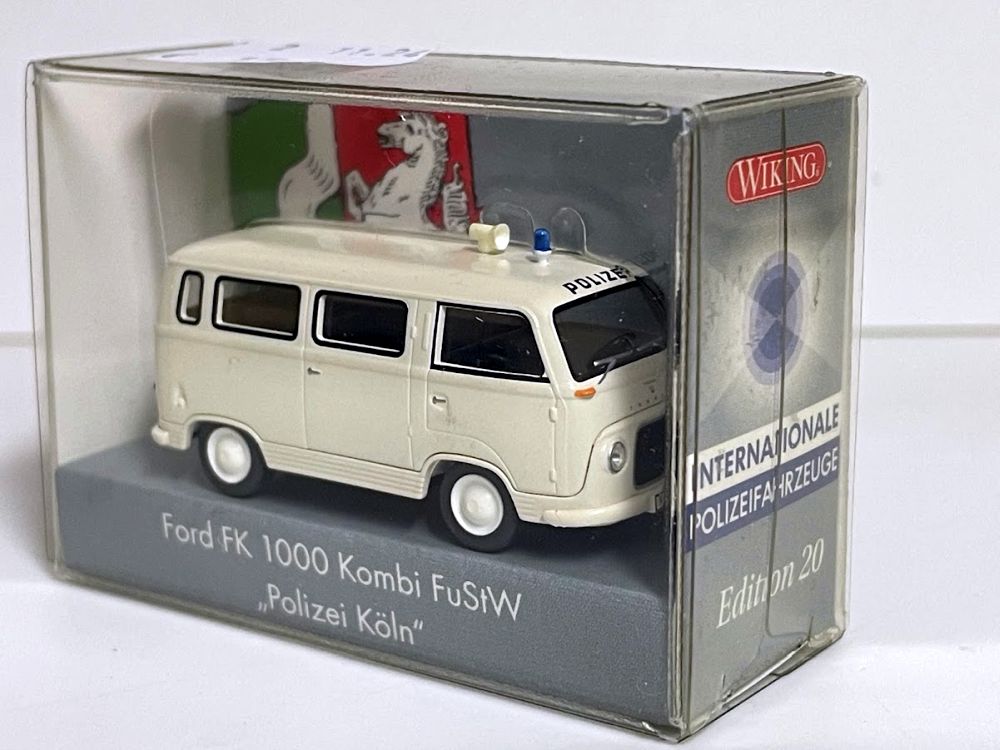 WIKING
POLIZEI
INTERNATIONALE
POLIZEIFAHRZEUGE
Edition 20
Ford FK 1000 Kombi FuStW
„Polizei Köln“